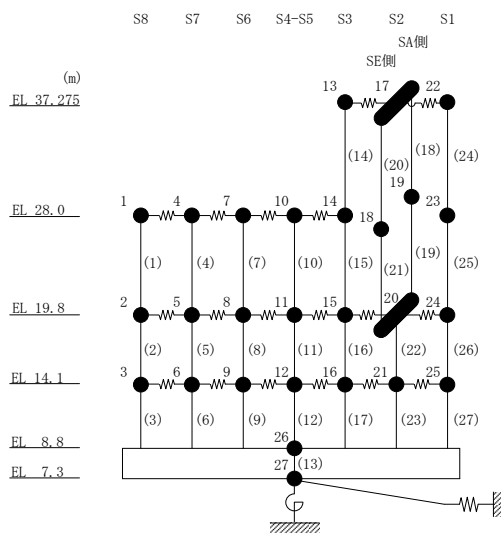 S8 S7 S6 S4-S5 S3 S2 S1
SA側
SE側
(m)
13 17 22
EL 37.275
(14) (20) (18) (24)
19
1 4 7 10 14 18 23
EL 28.0
(1) (4) (7) (10) (15) (21) (19) (25)
2 5 8 11 15 20 24
EL 19.8
(2) (5) (8) (11) (16) (22) (26)
3 6 9 12 16 21 25
EL 14.1
(3) (6) (9) (12) (17) (23) (27)
26
EL 8.8
27 (13)
EL 7.3